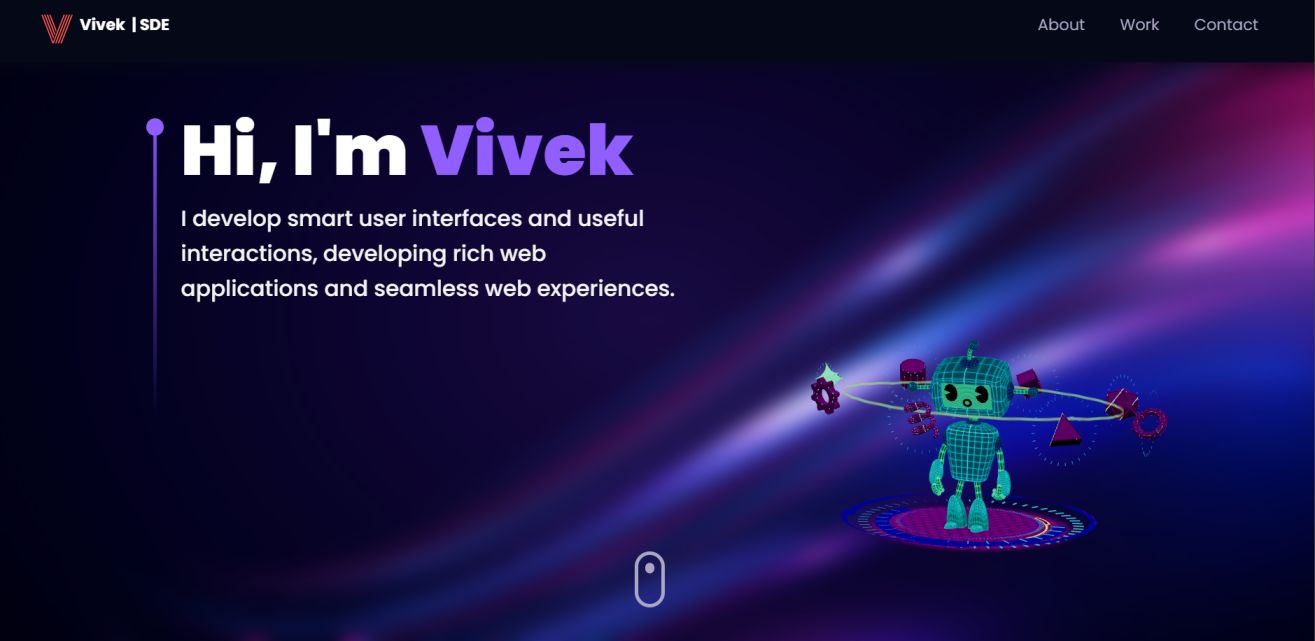 Vivek | SDE
About Work Contact
Hi, I'm Vivek
I develop smart user interfaces and useful
interactions, developing rich web
applications and seamless web experiences.